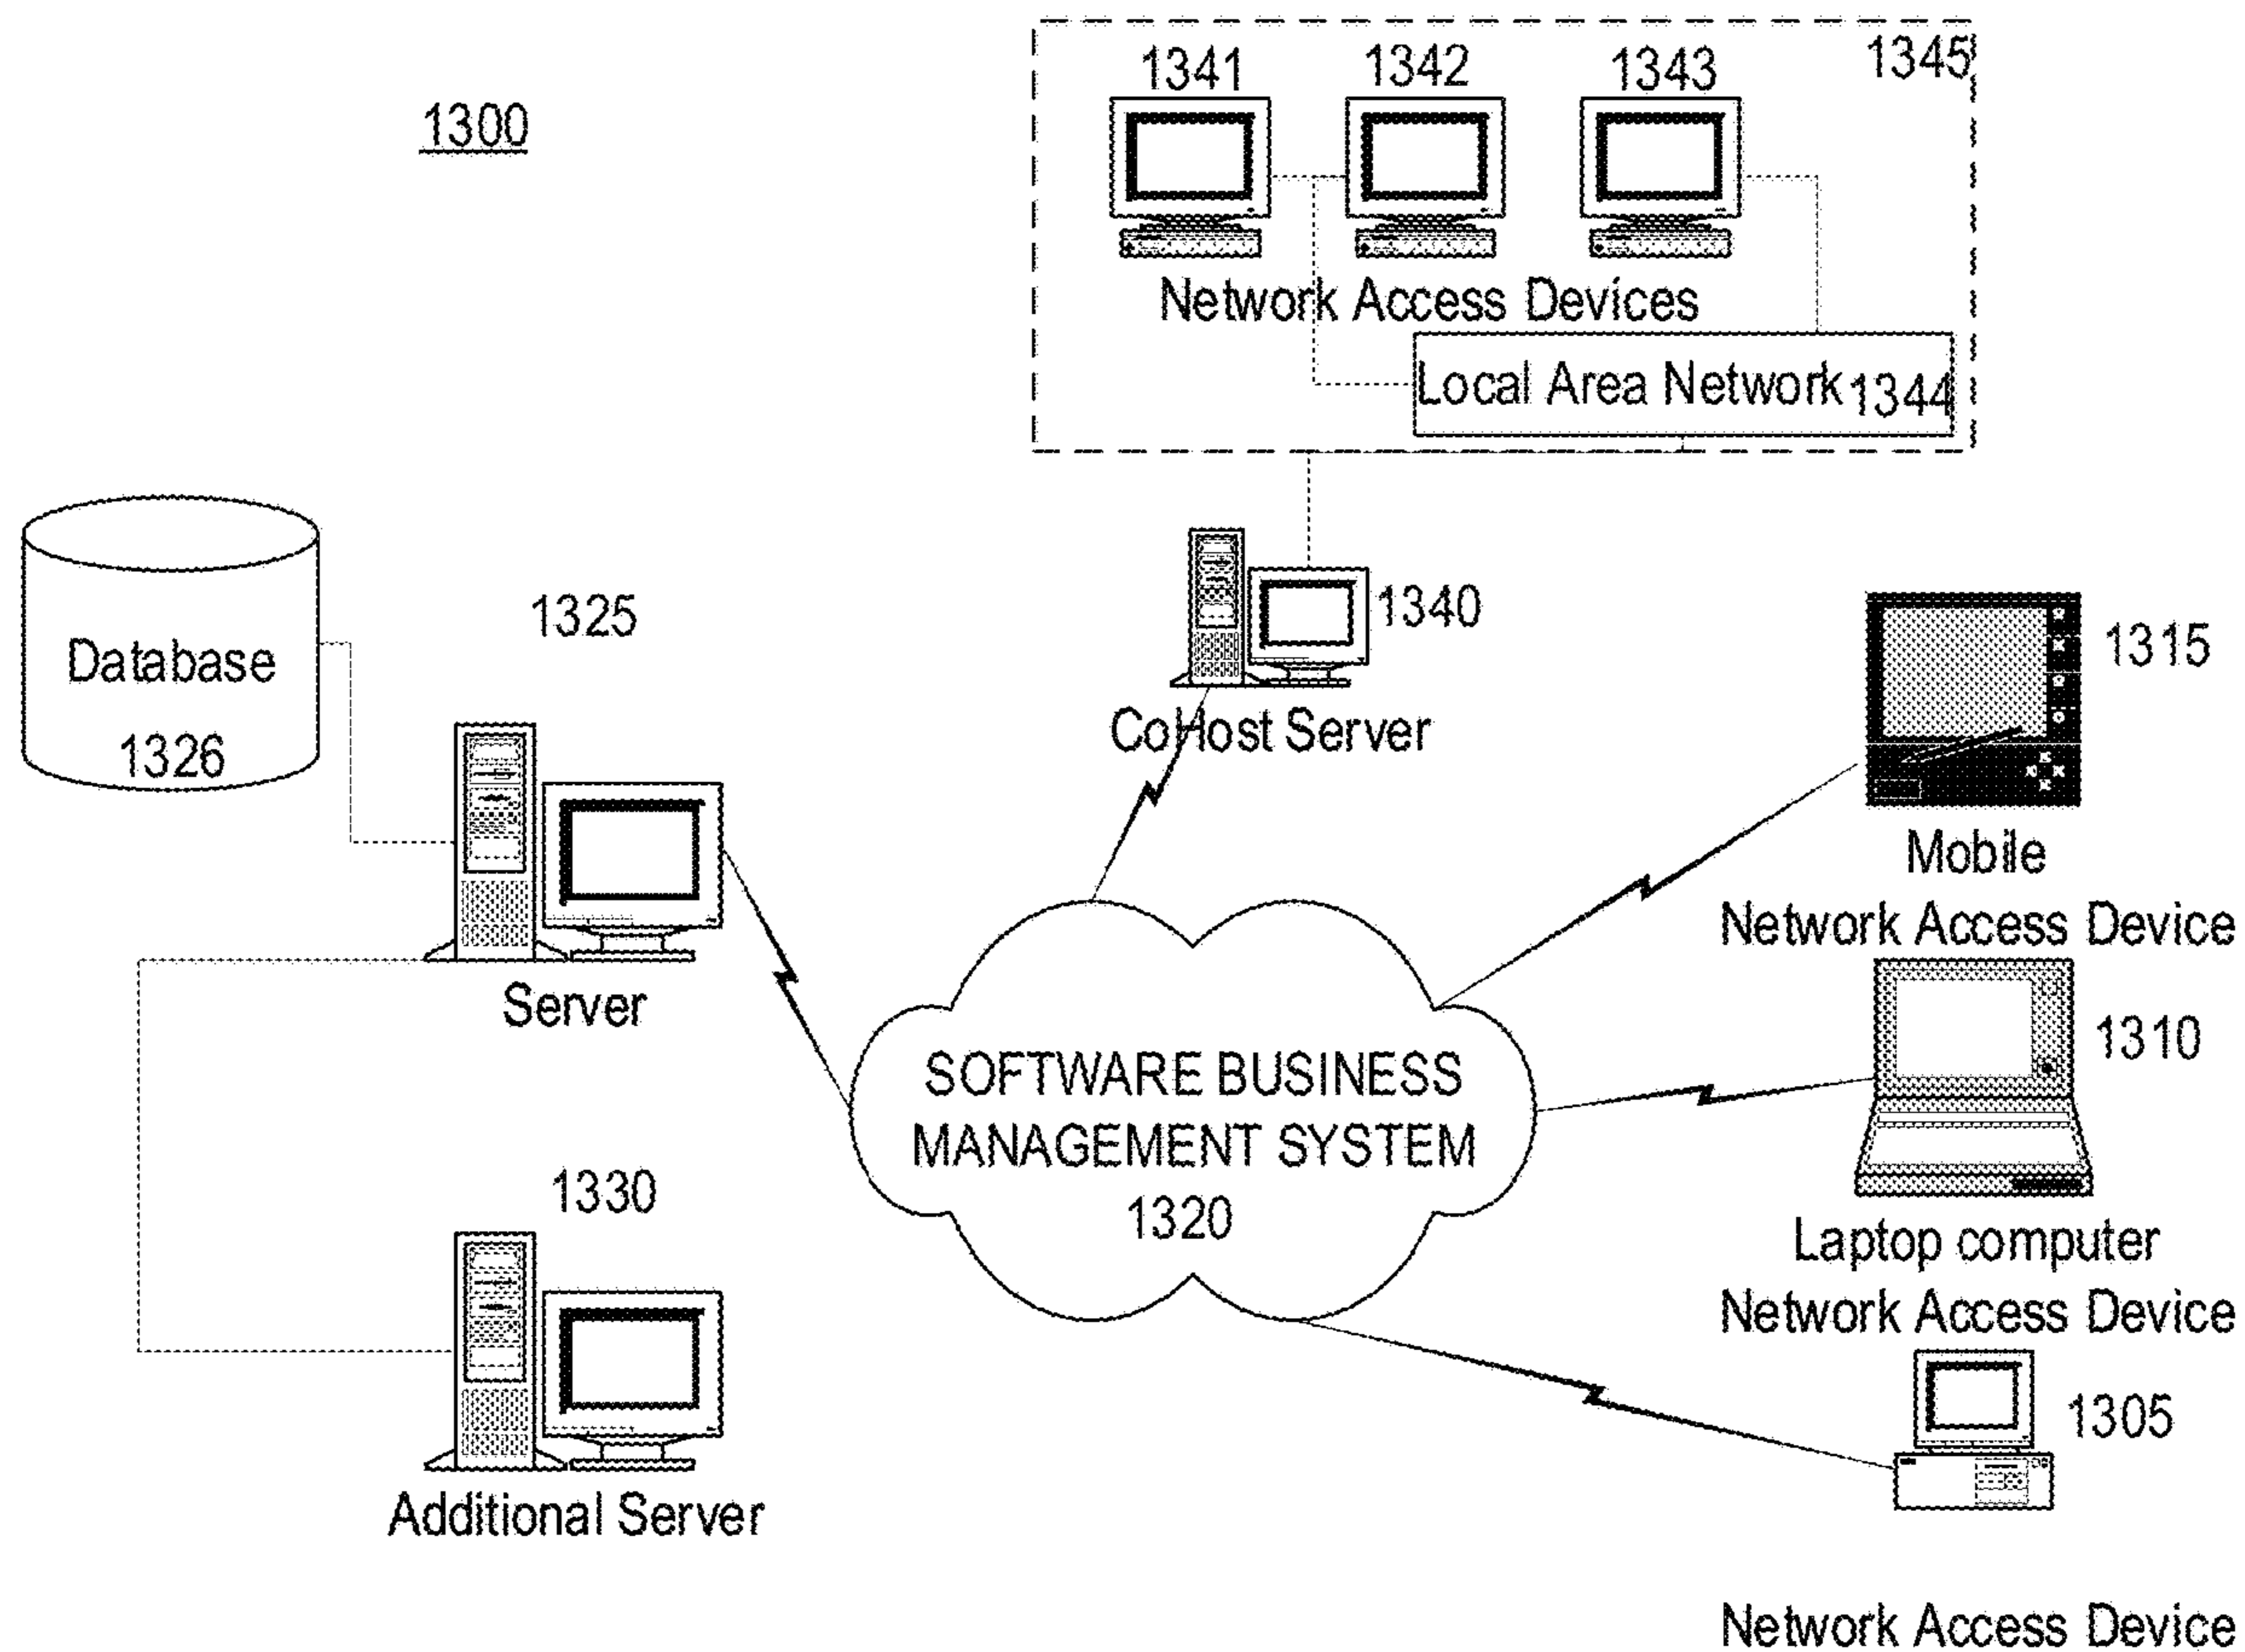 1300
1341 1342 1343 1345
Network Access Devices
Local Area Network 1344
Database
1326
1325
Server
1340
CoHost Server
1315
Mobile
Network Access Device
1310
Laptop computer
Network Access Device
SOFTWARE BUSINESS
MANAGEMENT SYSTEM
1320
1330
Additional Server
1305
Network Access Device